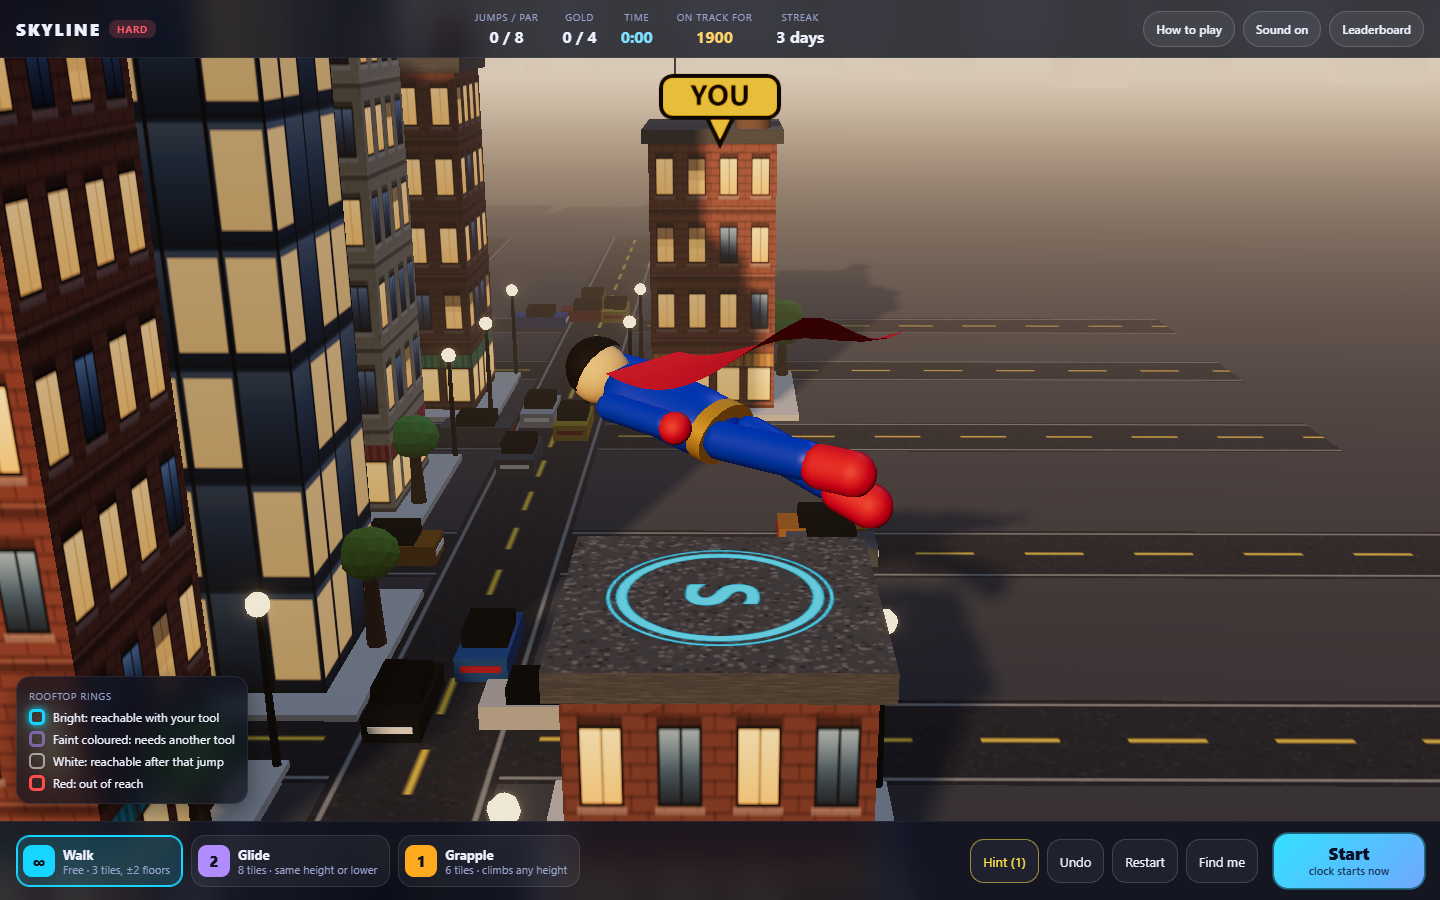 SKYLINE HARD
JUMPS / PAR
0 / 8
GOLD
0 / 4
TIME
0:00
ON TRACK FOR
1900
STREAK
3 days
How to play
Sound on
Leaderboard
YOU
S
ROOFTOP RINGS
Bright: reachable with your tool
Faint coloured: needs another tool
White: reachable after that jump
Red: out of reach
∞ Walk
Free · 3 tiles, ±2 floors
2 Glide
8 tiles · same height or lower
1 Grapple
6 tiles · climbs any height
Hint (1)
Undo
Restart
Find me
Start
clock starts now